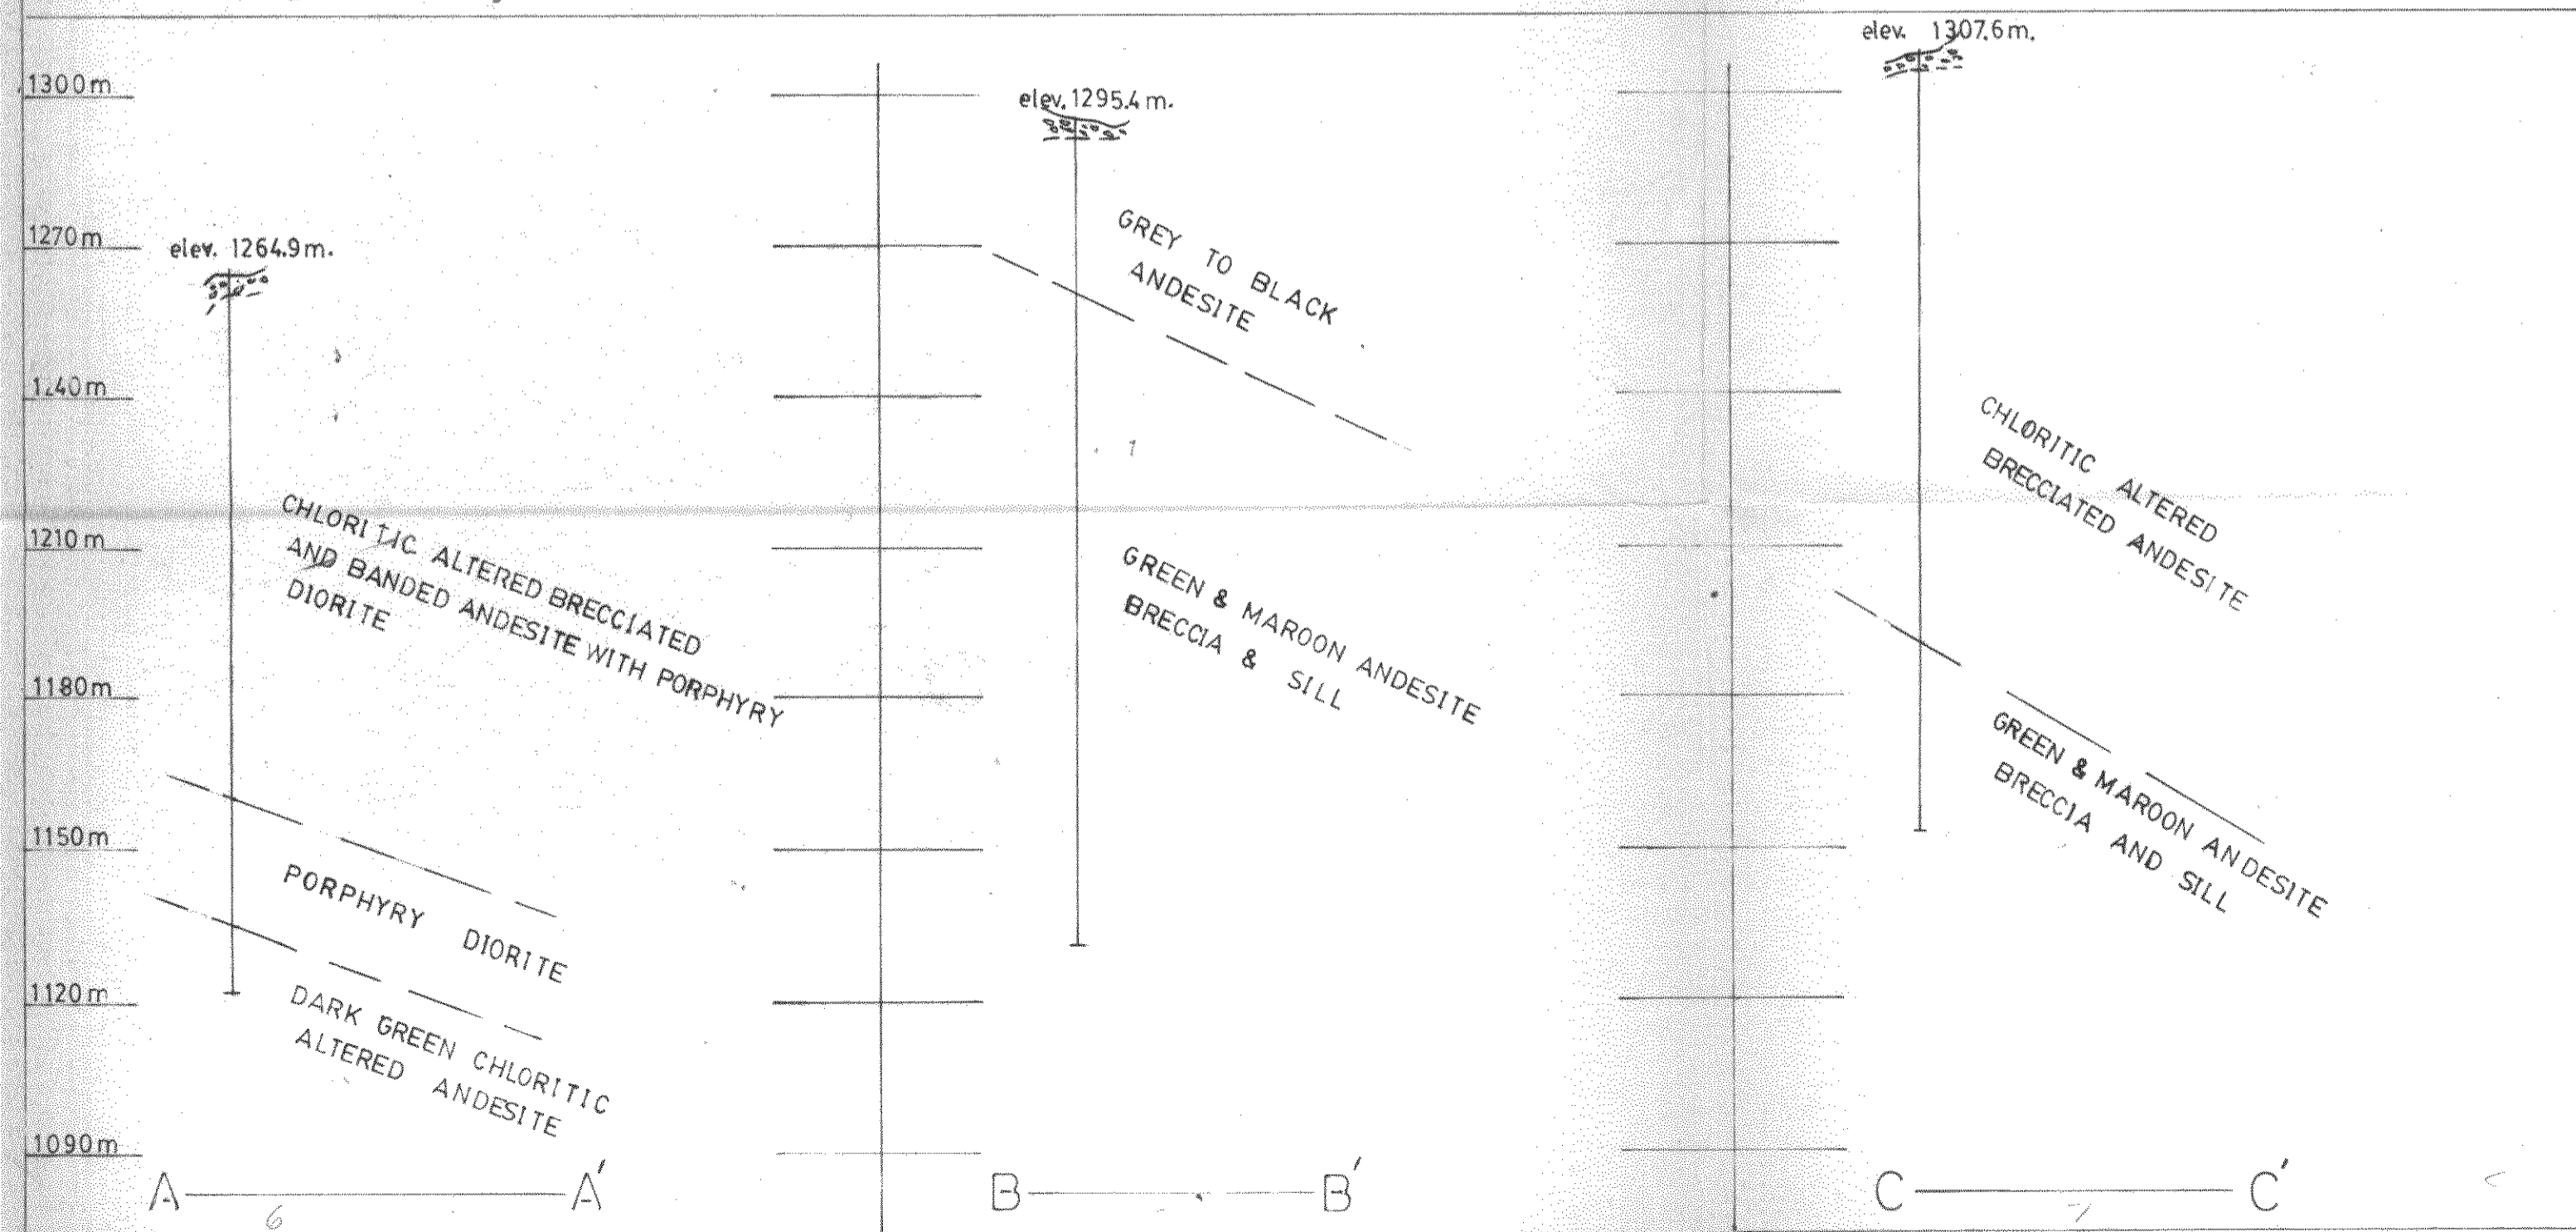 1300m
1270m
1240m
1210m
1180m
1150m
1120m
1090m
elev. 1264.9m.
CHLORITIC ALTERED BRECCIATED
AND BANDED ANDESITE WITH PORPHYRY
DIORITE
PORPHYRY DIORITE
DARK GREEN CHLORITIC
ALTERED ANDESITE
A A'
6
elev. 1295.4m.
GREY TO BLACK
ANDESITE
GREEN & MAROON ANDESITE
BRECCIA & SILL
B B'
elev. 1307.6m.
CHLORITIC ALTERED
BRECCIATED ANDESITE
GREEN & MAROON ANDESITE
BRECCIA AND SILL
C C'